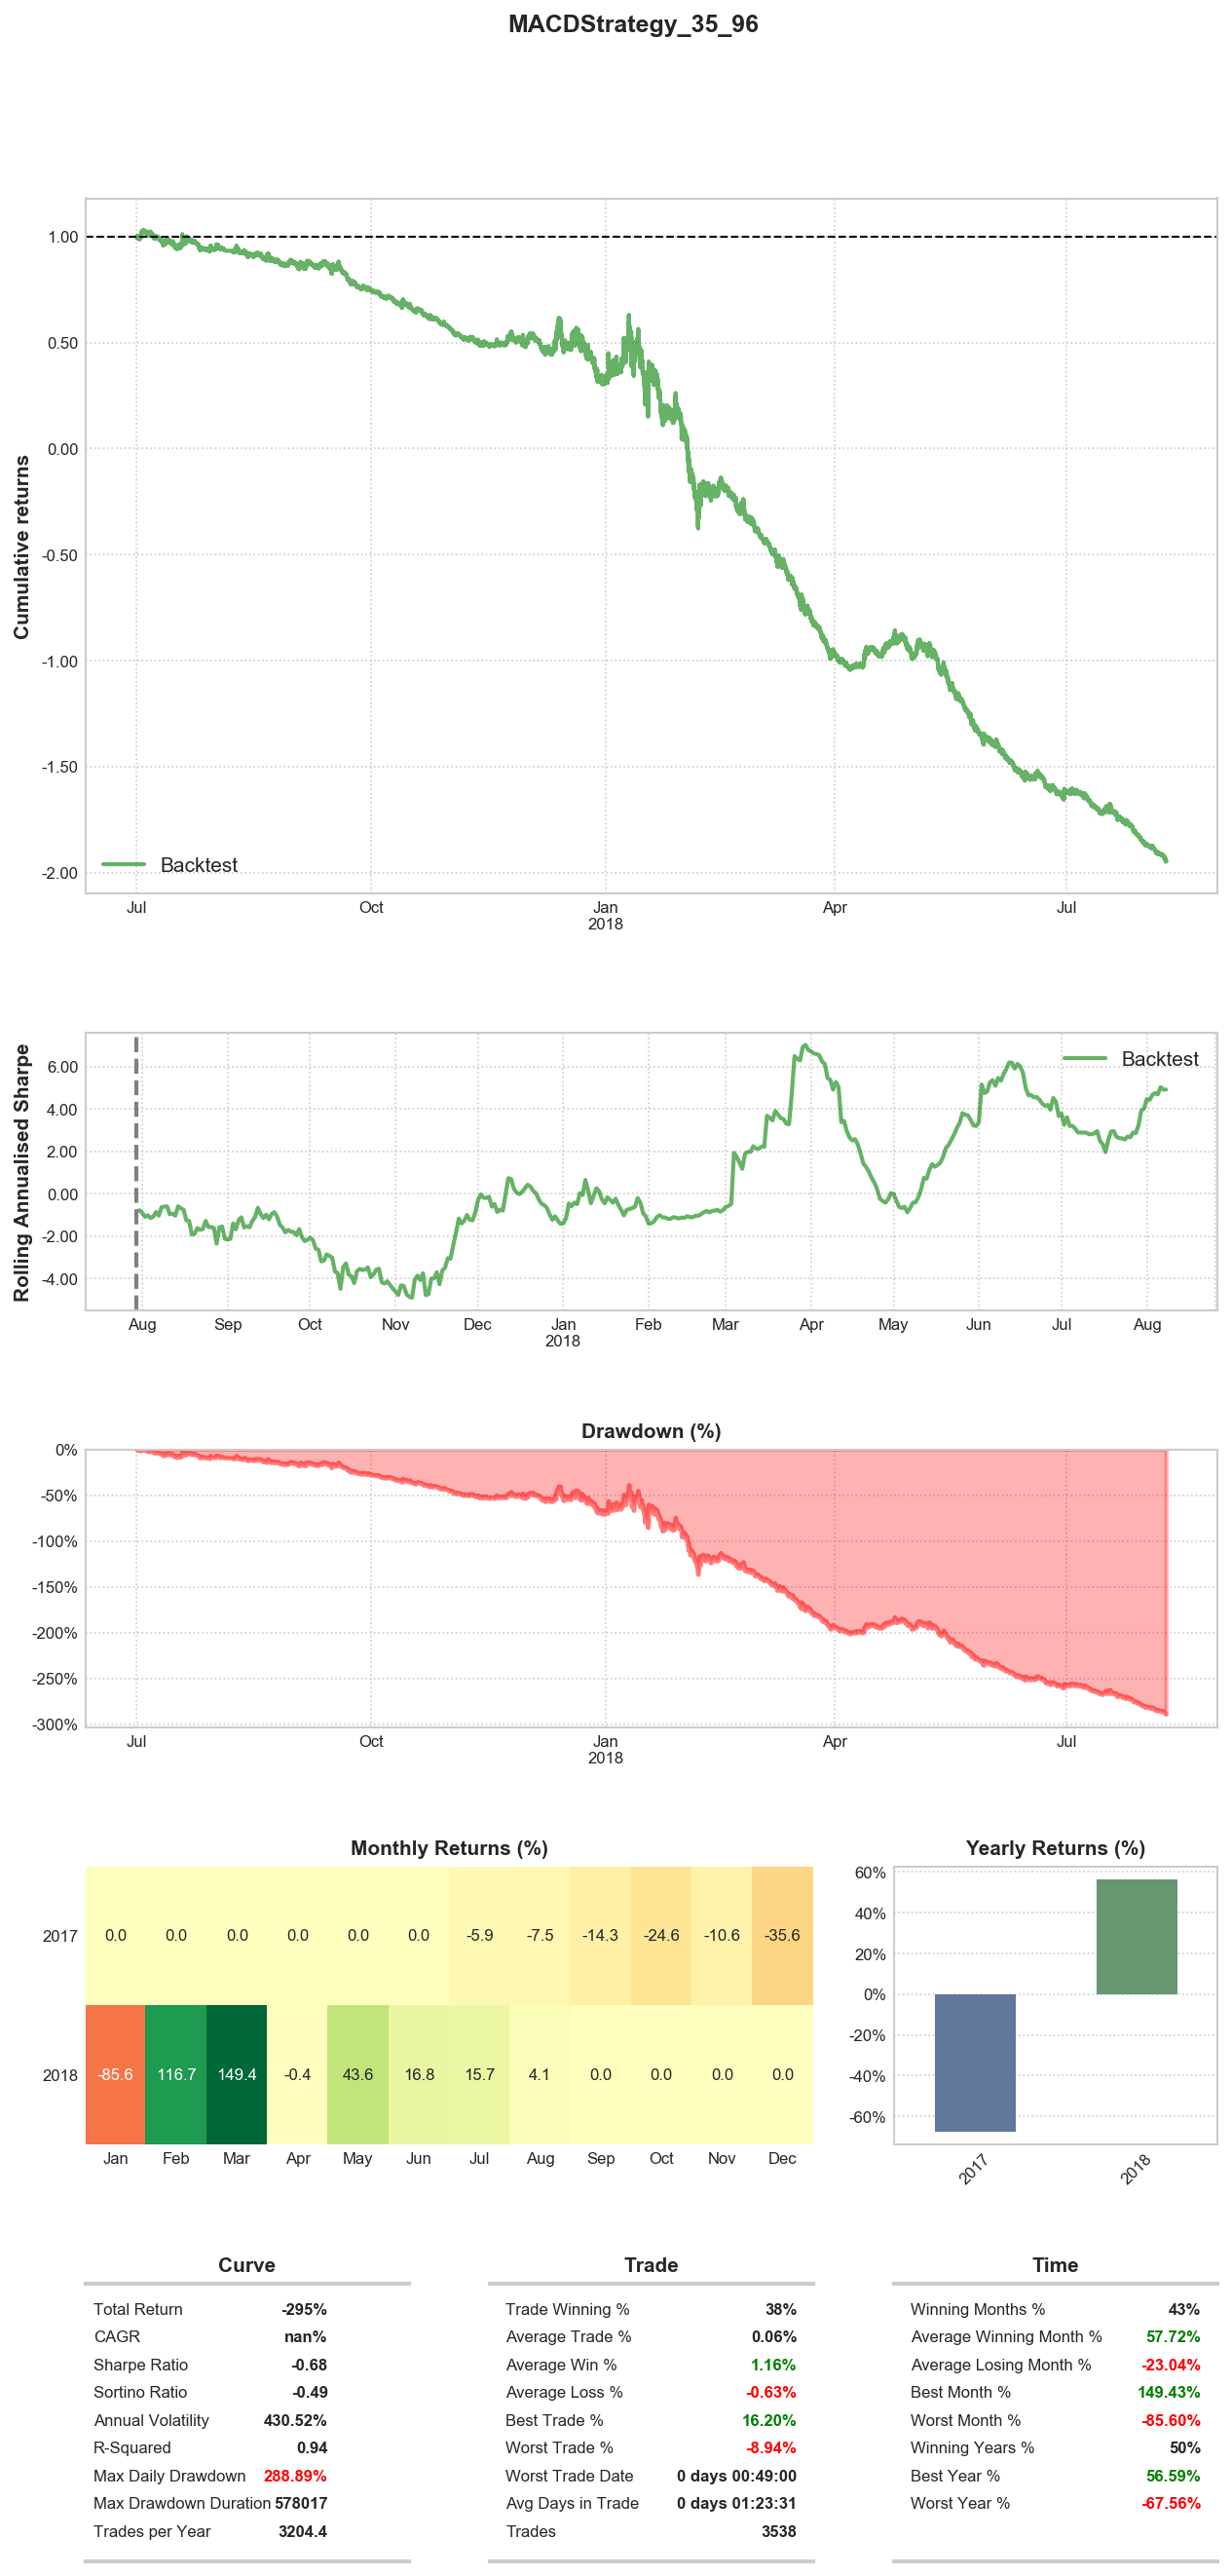 MACDStrategy_35_96
1.00
0.50
0.00
-0.50
-1.00
-1.50
-2.00
Cumulative returns
Backtest
Jul Oct Jan Apr Jul
2018
6.00
4.00
2.00
0.00
-2.00
-4.00
Rolling Annualised Sharpe
Backtest
Aug Sep Oct Nov Dec Jan Feb Mar Apr May Jun Jul Aug
2018
Drawdown (%)
0%
-50%
-100%
-150%
-200%
-250%
-300%
Jul Oct Jan Apr Jul
2018
Monthly Returns (%)
2017 0.0 0.0 0.0 0.0 0.0 0.0 -5.9 -7.5 -14.3 -24.6 -10.6 -35.6
2018 -85.6 116.7 149.4 -0.4 43.6 16.8 15.7 4.1 0.0 0.0 0.0 0.0
Jan Feb Mar Apr May Jun Jul Aug Sep Oct Nov Dec
Yearly Returns (%)
60%
40%
20%
0%
-20%
-40%
-60%
2017 2018
Curve
Total Return -295%
CAGR nan%
Sharpe Ratio -0.68
Sortino Ratio -0.49
Annual Volatility 430.52%
R-Squared 0.94
Max Daily Drawdown 288.89%
Max Drawdown Duration 578017
Trades per Year 3204.4
Trade
Trade Winning % 38%
Average Trade % 0.06%
Average Win % 1.16%
Average Loss % -0.63%
Best Trade % 16.20%
Worst Trade % -8.94%
Worst Trade Date 0 days 00:49:00
Avg Days in Trade 0 days 01:23:31
Trades 3538
Time
Winning Months % 43%
Average Winning Month % 57.72%
Average Losing Month % -23.04%
Best Month % 149.43%
Worst Month % -85.60%
Winning Years % 50%
Best Year % 56.59%
Worst Year % -67.56%